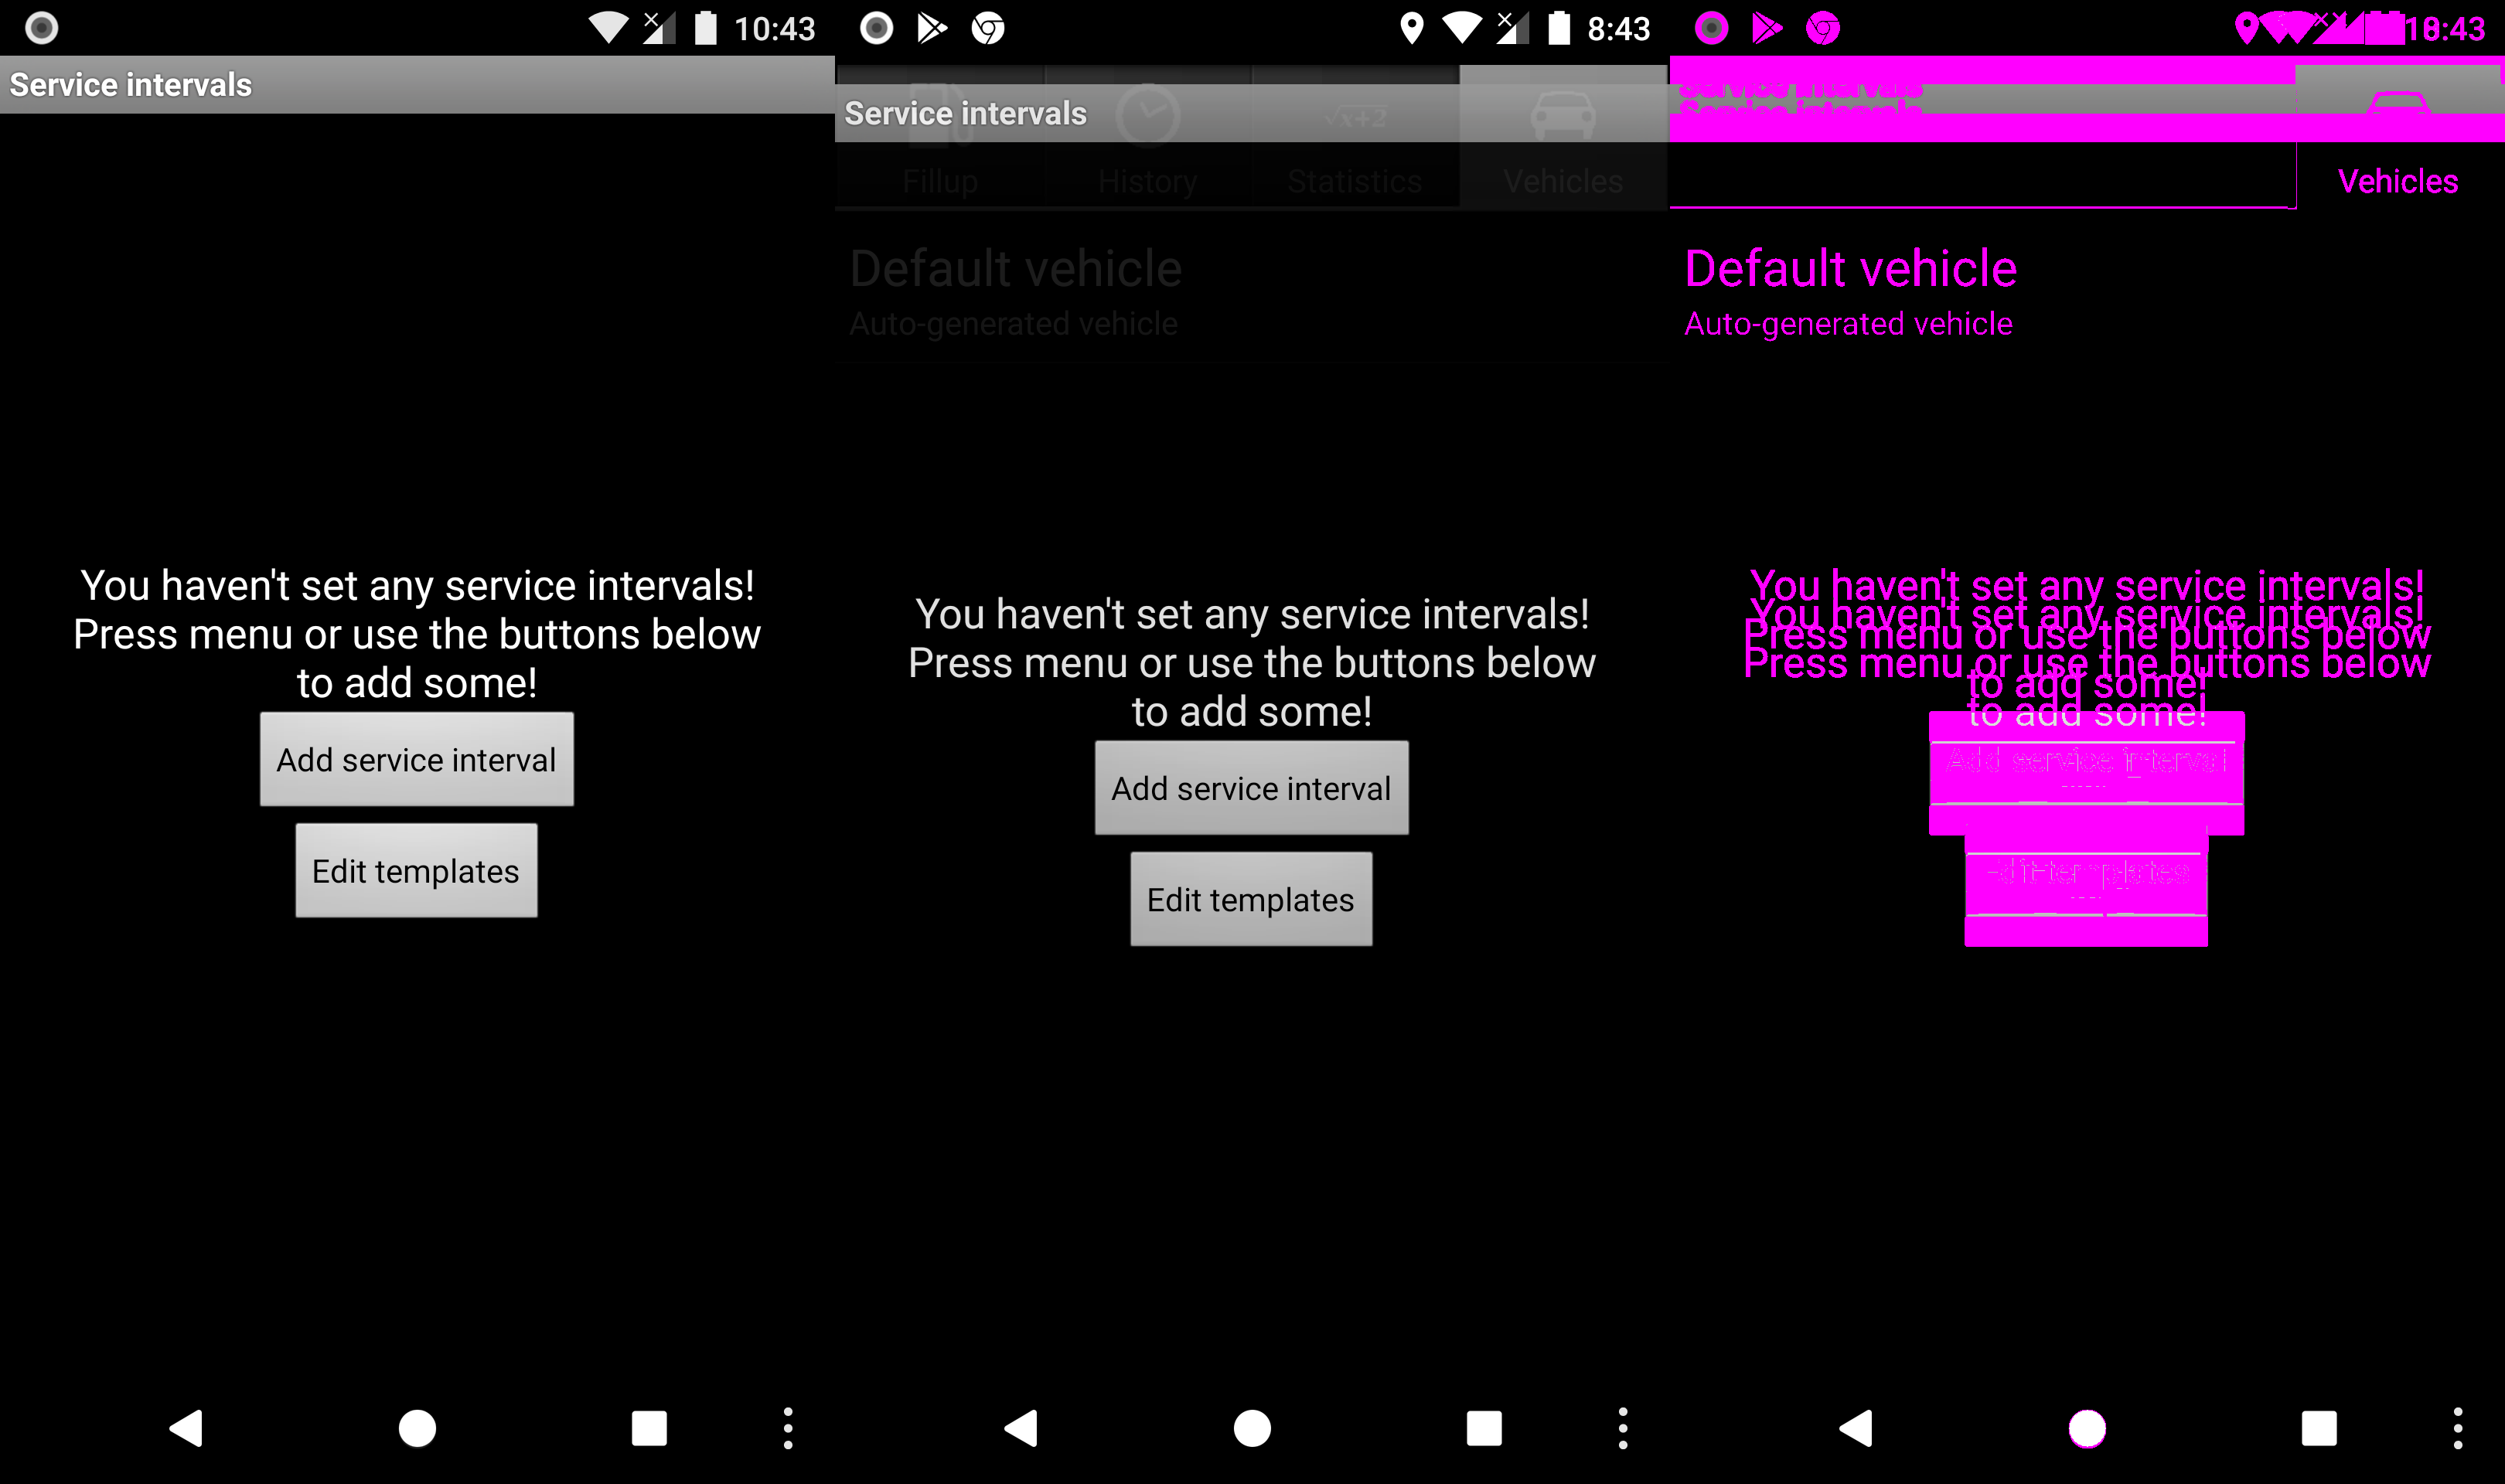 10:43
Service intervals
You haven't set any service intervals!
Press menu or use the buttons below
to add some!
Add service interval
Edit templates
8:43
Service intervals
√x+2
Fillup
History
Statistics
Vehicles
Default vehicle
Auto-generated vehicle
You haven't set any service intervals!
Press menu or use the buttons below
to add some!
Add service interval
Edit templates
:43
Service intervals
Service intervals
Vehicles
Default vehicle
Auto-generated vehicle
You haven't set any service intervals!
You haven't set any service intervals!
Press menu or use the buttons below
Press menu or use the buttons below
to add some!
to add some!
Add service interval
Edit templates